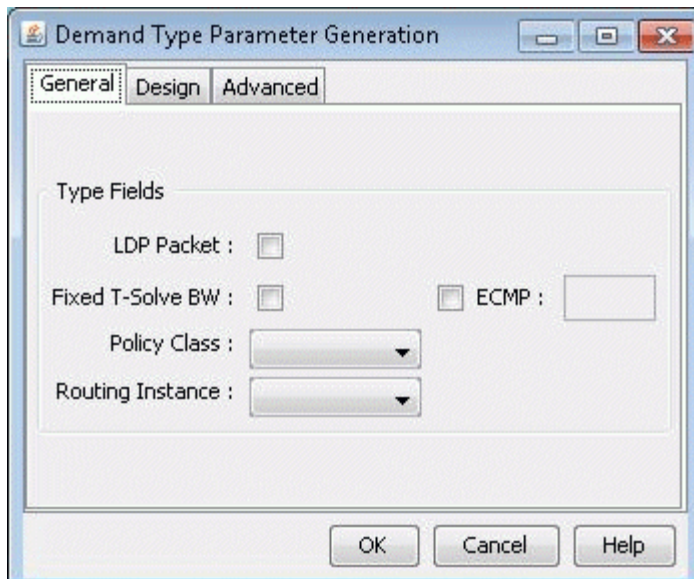 Demand Type Parameter Generation
General Design Advanced
Type Fields
LDP Packet :
Fixed T-Solve BW : ECMP :
Policy Class :
Routing Instance :
OK Cancel Help